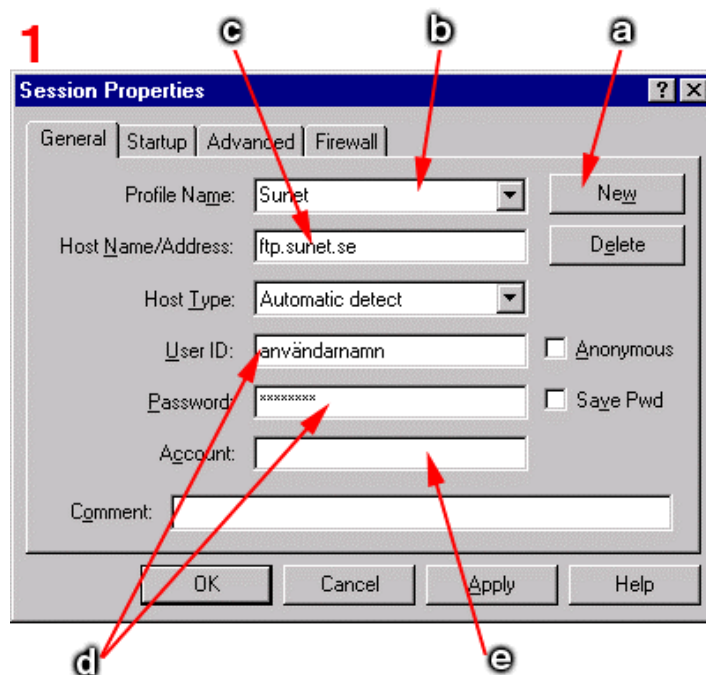 1 c b a
Session Properties
General Startup Advanced Firewall
Profile Name: Sunet New
Host Name/Address: ftp.sunet.se Delete
Host Type: Automatic detect
User ID: användarnamn Anonymous
Password: ******** Save Pwd
Account:
Comment:
OK Cancel Apply Help
d e